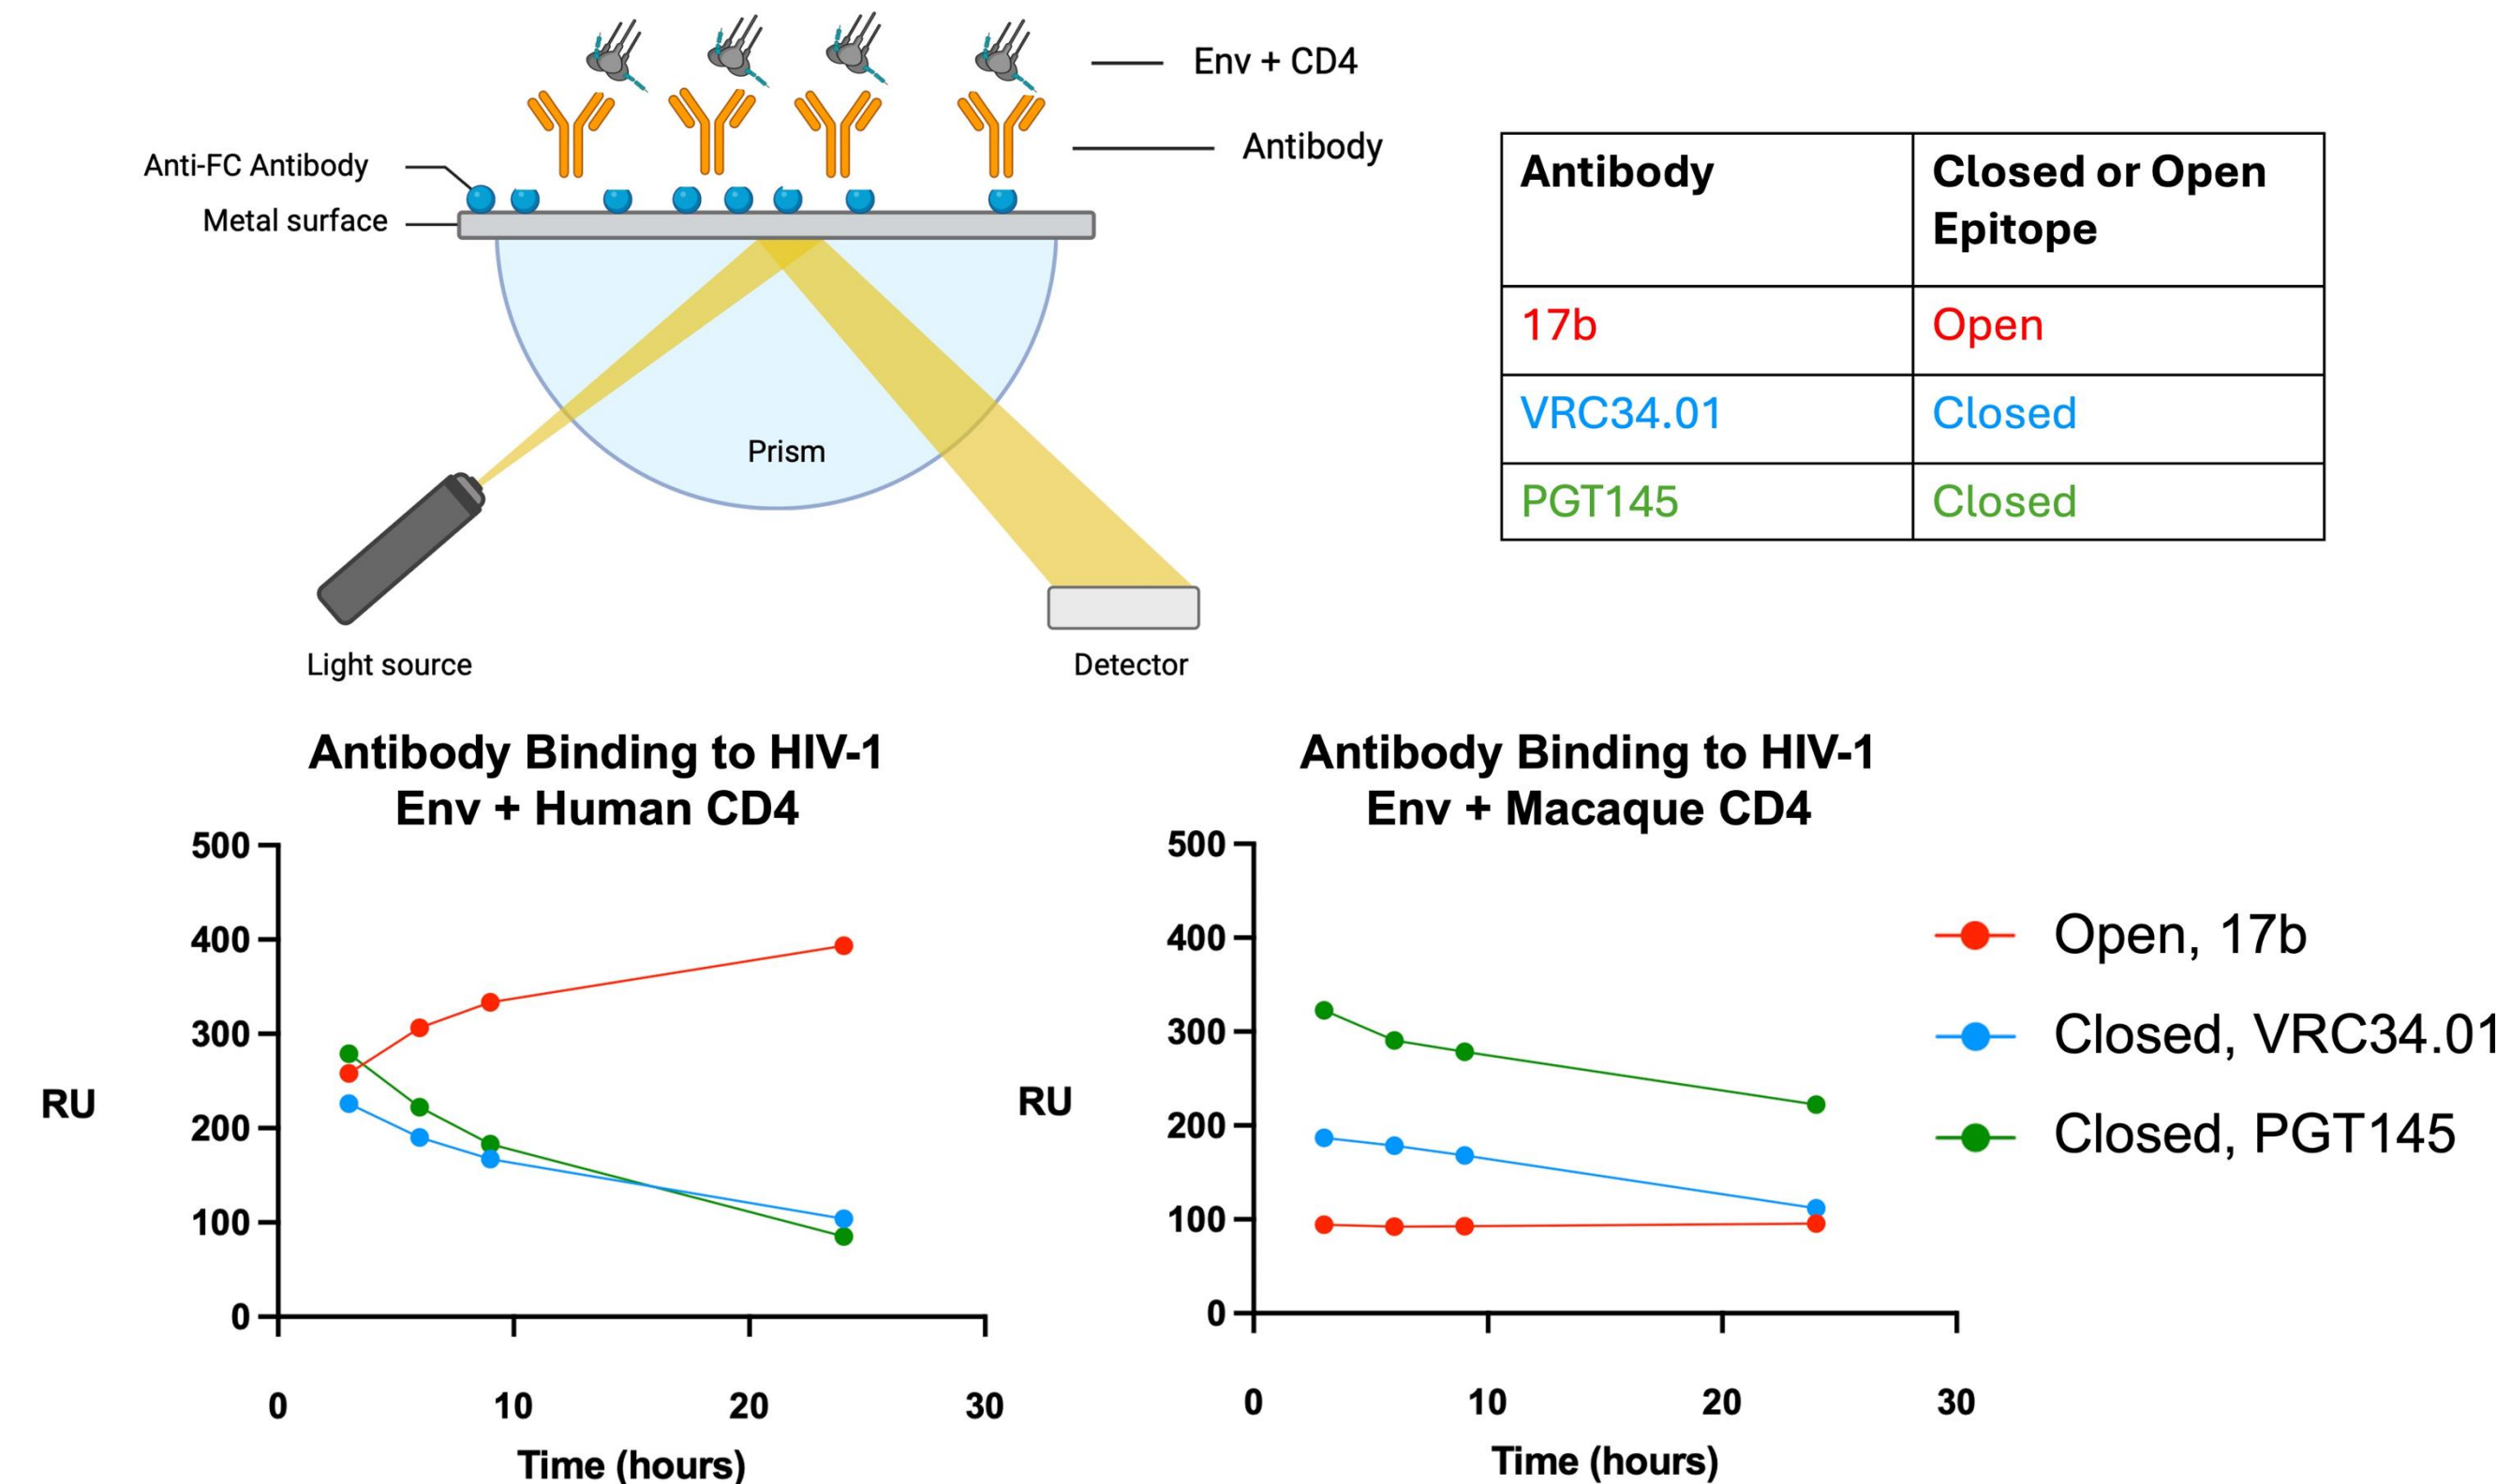 Env + CD4
Antibody
Anti-FC Antibody
Metal surface
Prism
Light source
Detector
Antibody
Closed or Open
Epitope
17b
Open
VRC34.01
Closed
PGT145
Closed
Antibody Binding to HIV-1
Env + Human CD4
500
400
300
200
100
0
RU
0 10 20 30
Time (hours)
Antibody Binding to HIV-1
Env + Macaque CD4
500
400
300
200
100
0
RU
0 10 20 30
Time (hours)
Open, 17b
Closed, VRC34.01
Closed, PGT145